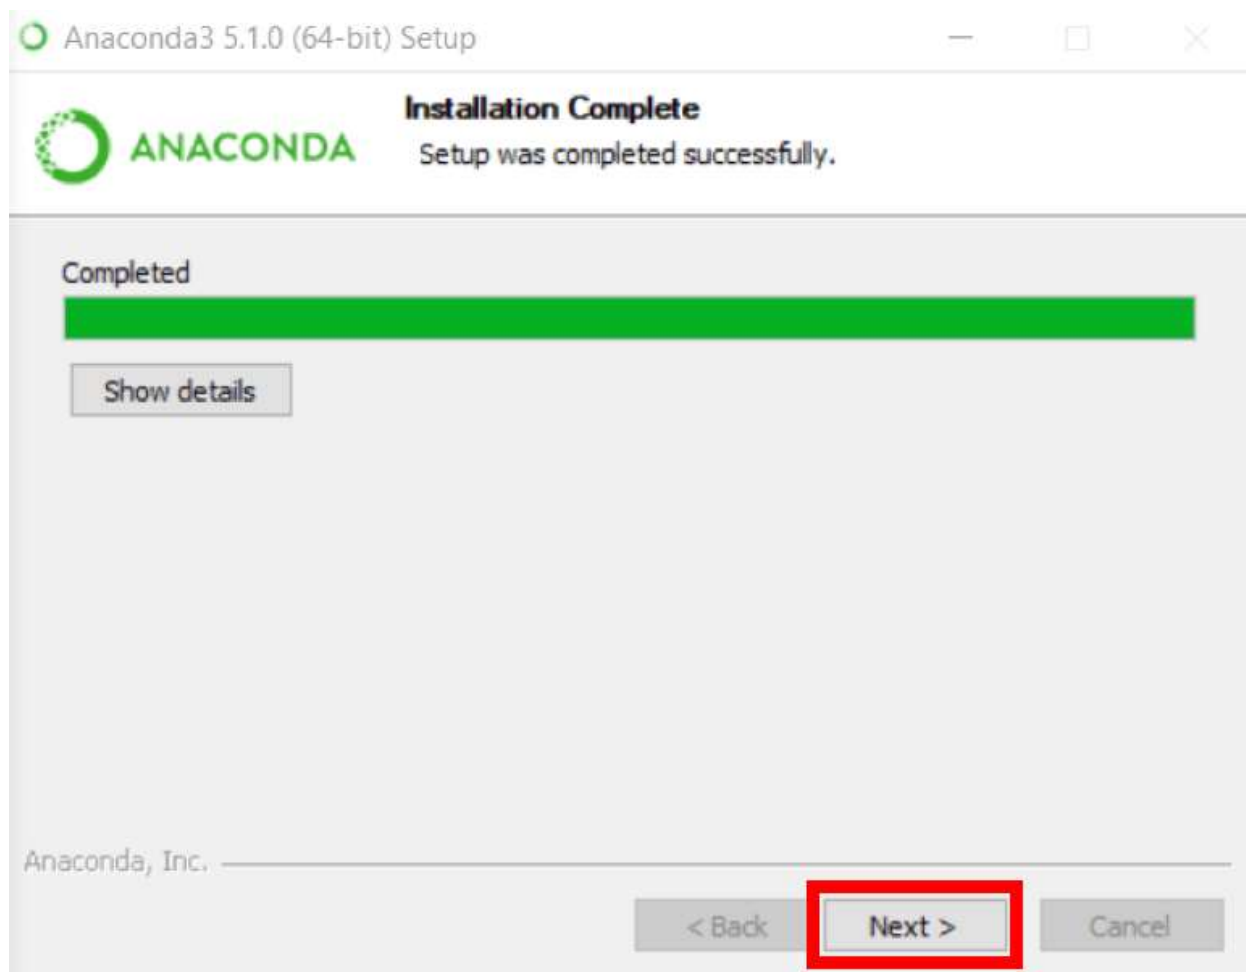 Anaconda3 5.1.0 (64-bit) Setup
ANACONDA
Installation Complete
Setup was completed successfully.
Completed
Show details
Anaconda, Inc.
< Back
Next >
Cancel